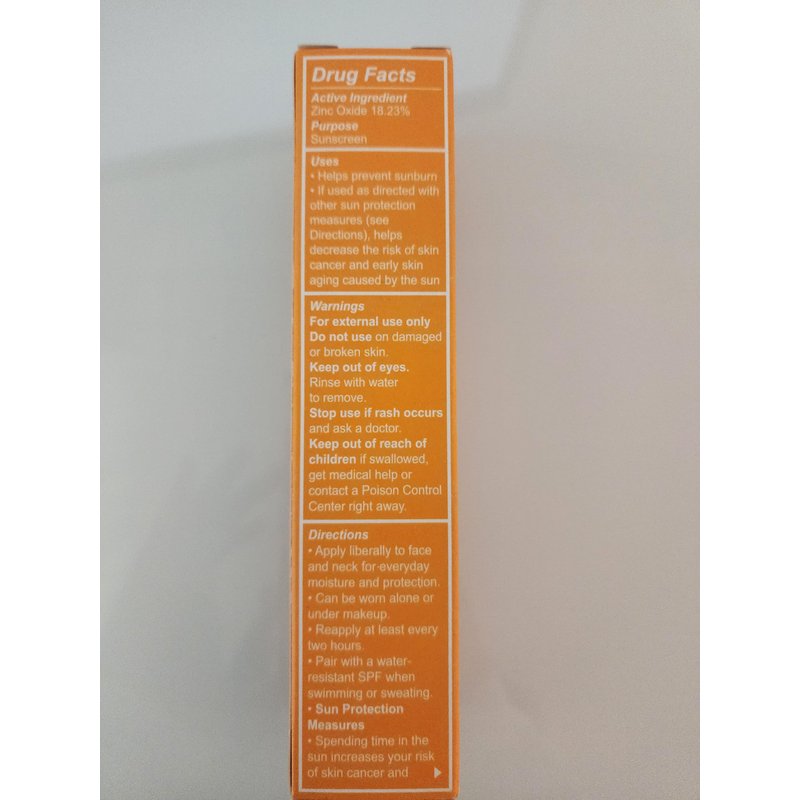 Drug Facts
Active Ingredient
Zinc Oxide 18.23%
Purpose
Sunscreen
Uses
• Helps prevent sunburn
• If used as directed with
other sun protection
measures (see
Directions), helps
decrease the risk of skin
cancer and early skin
aging caused by the sun
Warnings
For external use only
Do not use on damaged
or broken skin.
Keep out of eyes.
Rinse with water
to remove.
Stop use if rash occurs
and ask a doctor.
Keep out of reach of
children if swallowed,
get medical help or
contact a Poison Control
Center right away.
Directions
• Apply liberally to face
and neck for everyday
moisture and protection.
• Can be worn alone or
under makeup.
• Reapply at least every
two hours.
• Pair with a water-
resistant SPF when
swimming or sweating.
• Sun Protection
Measures
• Spending time in the
sun increases your risk
of skin cancer and